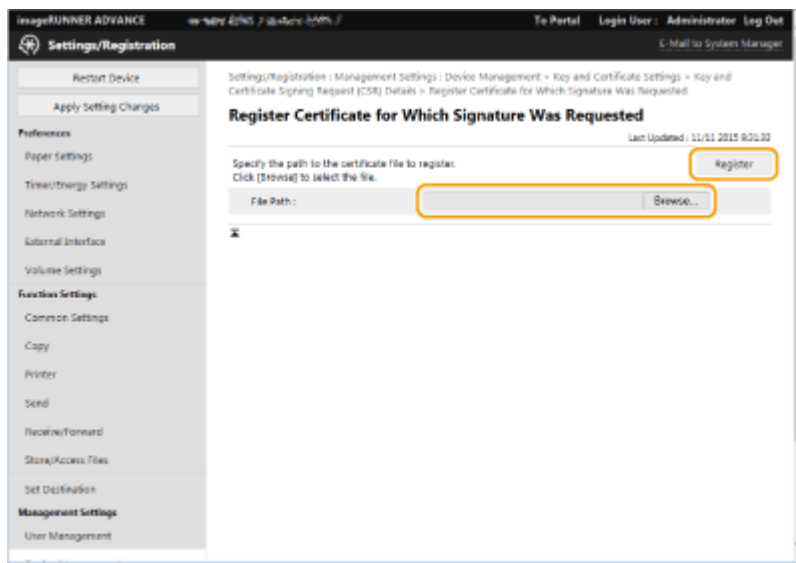 imageRUNNER ADVANCE
To Portal Login User : Administrator Log Out
Settings/Registration
E-Mail to System Manager
Restart Device
Apply Setting Changes
Preferences
Paper Settings
Timer/Energy Settings
Network Settings
External Interface
Volume Settings
Function Settings
Common Settings
Copy
Printer
Send
Receive/Forward
Store/Access Files
Set Destination
Management Settings
User Management
Settings/Registration : Management Settings : Device Management > Key and Certificate Settings > Key and
Certificate Signing Request (CSR) Details > Register Certificate for Which Signature Was Requested
Register Certificate for Which Signature Was Requested
Last Updated : 11/11 2015
Specify the path to the certificate file to register.
Click [Browse] to select the file.
Register
File Path :
Browse...